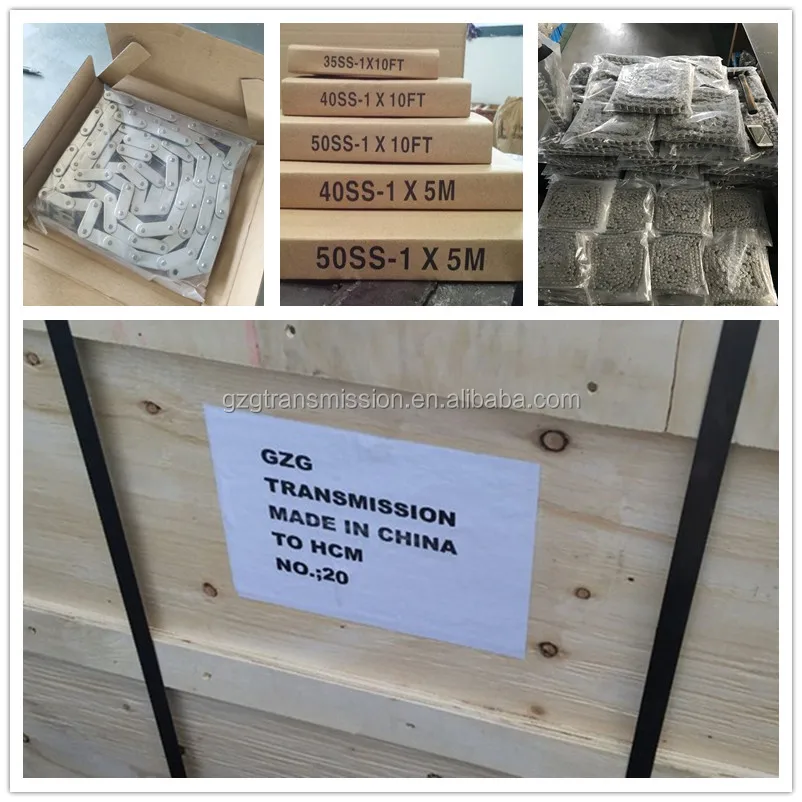 35SS-1X10FT
40SS-1 X 10FT
50SS-1 X 10FT
40SS-1 X 5M
50SS-1 X 5M
gzgtransmission.en.alibaba.com
GZG
TRANSMISSION
MADE IN CHINA
TO HCM
NO.;20